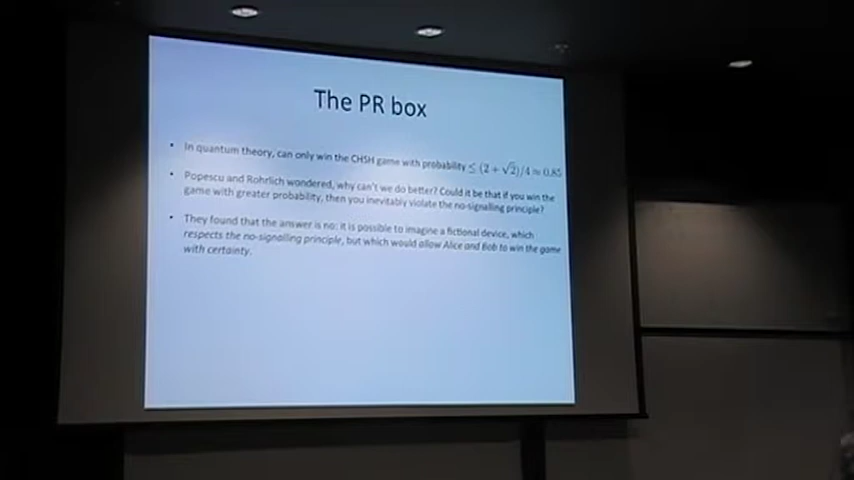 The PR box
• In quantum theory, can only win the CHSH game with probability ≤ (2 + √2)/4 ≈ 0.85
• Popescu and Rohrlich wondered, why can't we do better? Could it be that if you win the
game with greater probability, then you inevitably violate the no-signalling principle?
• They found that the answer is no: it is possible to imagine a fictional device, which
respects the no-signalling principle, but which would allow Alice and Bob to win the game
with certainty.